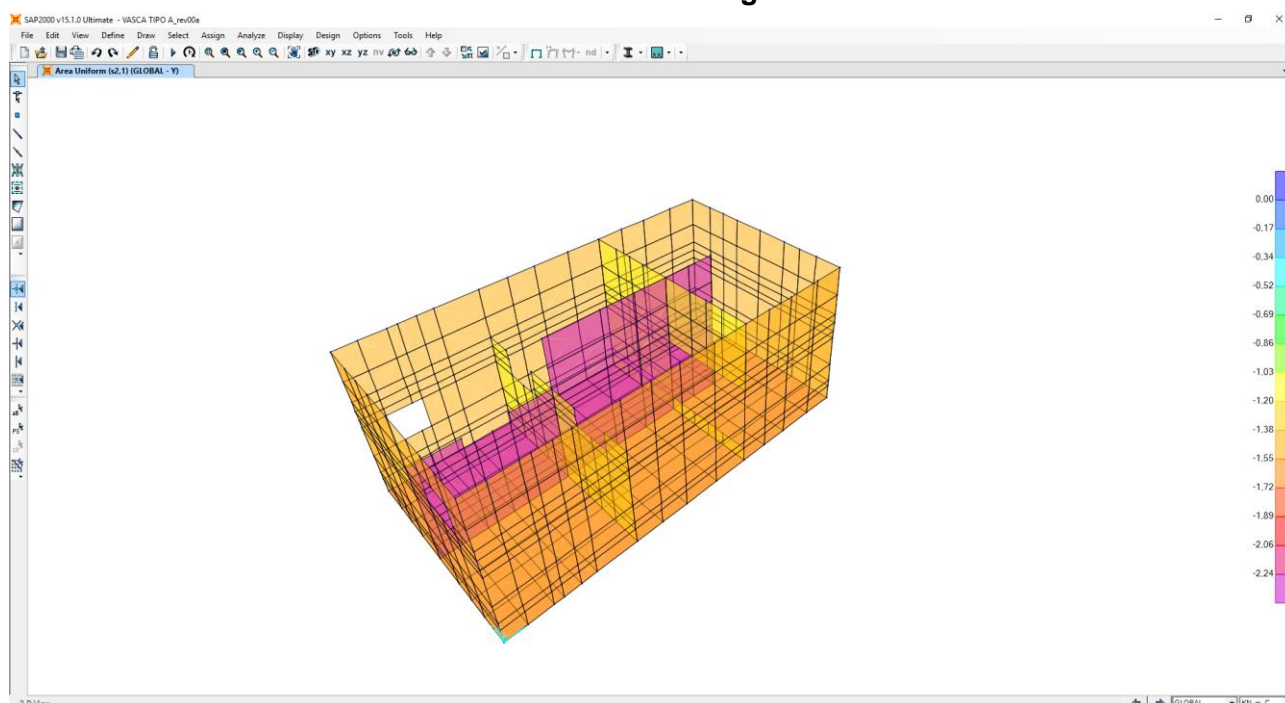 SAP2000 v15.1.0 Ultimate - VASCA TIPO A_rev00a
File Edit View Define Draw Select Assign Analyze Display Design Options Tools Help
xy xz yz nv nd
Area Uniform (s2,1) (GLOBAL - Y)
0.00
-0.17
-0.34
-0.52
-0.69
-0.86
-1.03
-1.20
-1.38
-1.55
-1.72
-1.89
-2.06
-2.24
all
PS
GLOBAL